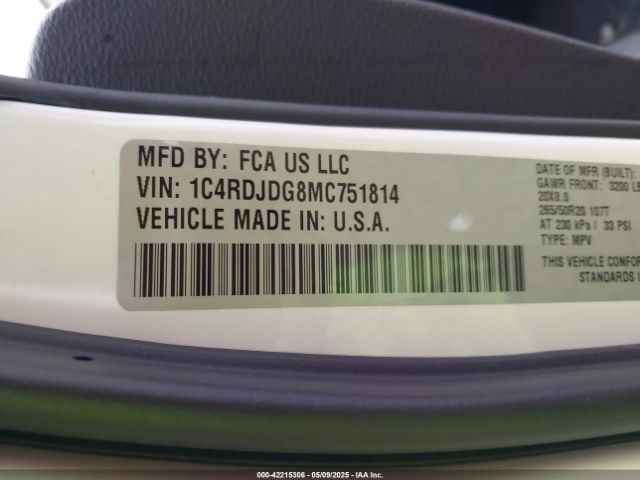 MFD BY: FCA US LLC
VIN: 1C4RDJDG8MC751814
VEHICLE MADE IN: U.S.A.
DATE OF MFR (BUILT):
GAWR FRONT: 3200 LB
20X8.0
265/50R20 107T
AT 230 kPa / 33 PSI
TYPE: MPV
THIS VEHICLE CONFOR
STANDARDS I
000-42215306 - 05/09/2025 - IAA Inc.